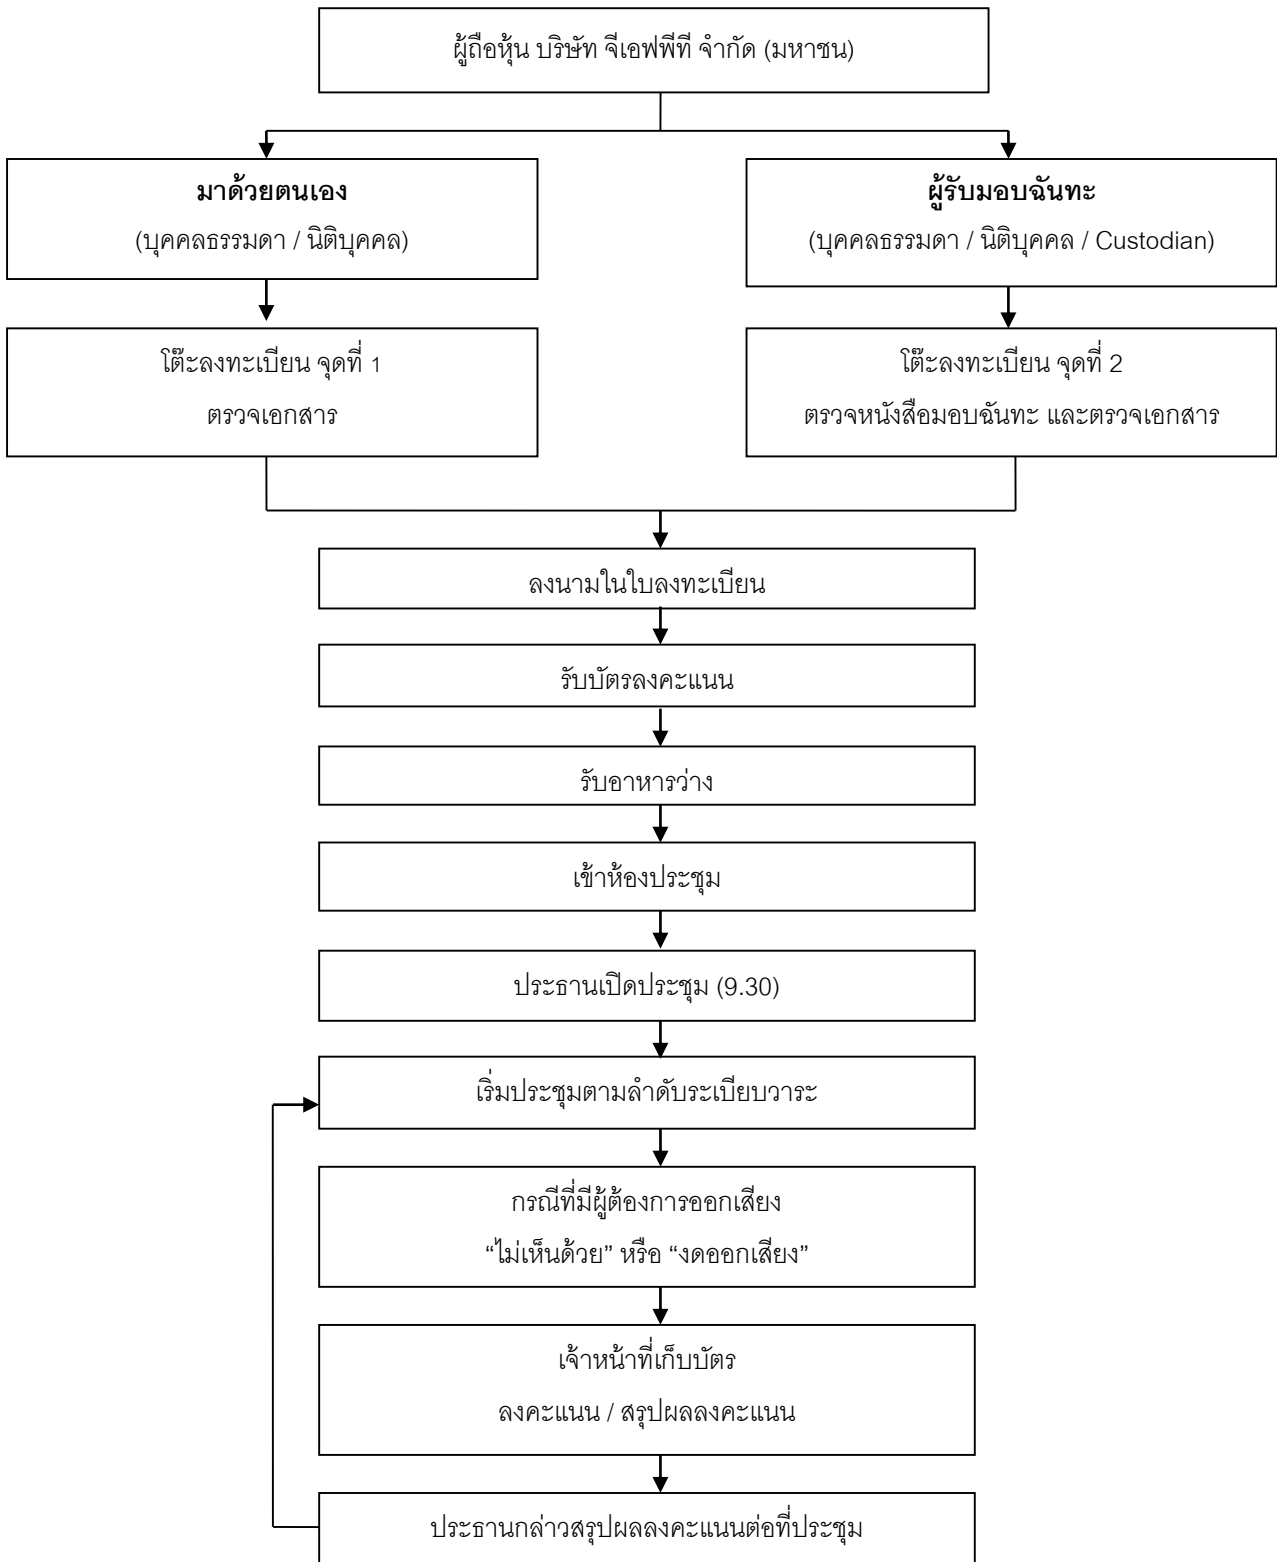 ผู้ถือหุ้น บริษัท จีเอฟพีที จำกัด (มหาชน)
มาด้วยตนเอง
(บุคคลธรรมดา / นิติบุคคล)
ผู้รับมอบฉันทะ
(บุคคลธรรมดา / นิติบุคคล / Custodian)
โต๊ะลงทะเบียน จุดที่ 1
ตรวจเอกสาร
โต๊ะลงทะเบียน จุดที่ 2
ตรวจหนังสือมอบฉันทะ และตรวจเอกสาร
ลงนามในใบลงทะเบียน
รับบัตรลงคะแนน
รับอาหารว่าง
เข้าห้องประชุม
ประธานเปิดประชุม (9.30)
เริ่มประชุมตามลำดับระเบียบวาระ
กรณีที่มีผู้ต้องการออกเสียง
“ไม่เห็นด้วย” หรือ “งดออกเสียง”
เจ้าหน้าที่เก็บบัตร
ลงคะแนน / สรุปผลลงคะแนน
ประธานกล่าวสรุปผลลงคะแนนต่อที่ประชุม